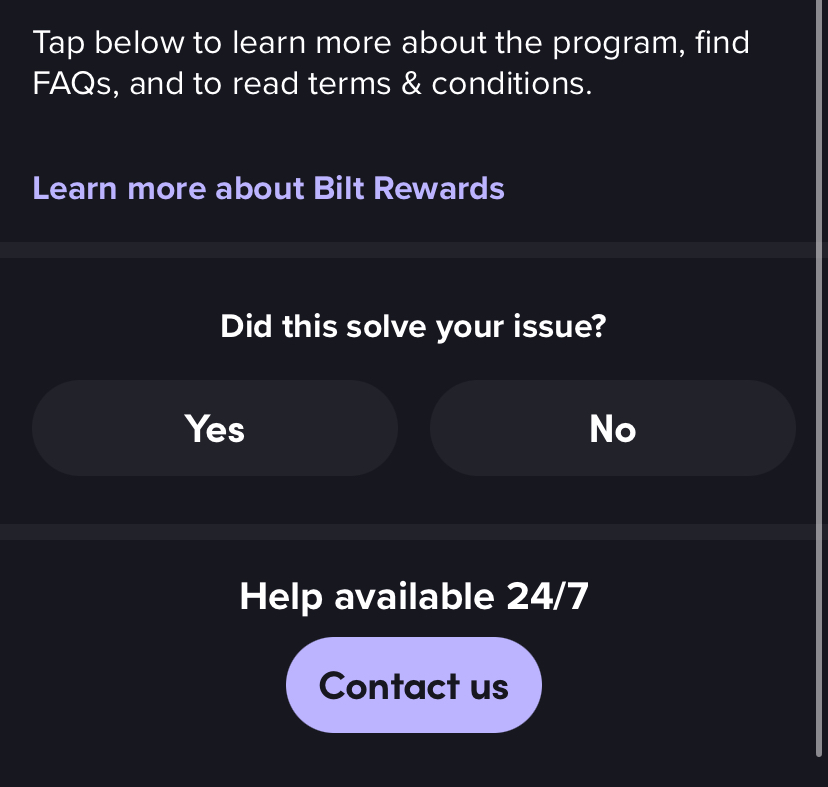 Tap below to learn more about the program, find
FAQs, and to read terms & conditions.
Learn more about Bilt Rewards
Did this solve your issue?
Yes
No
Help available 24/7
Contact us